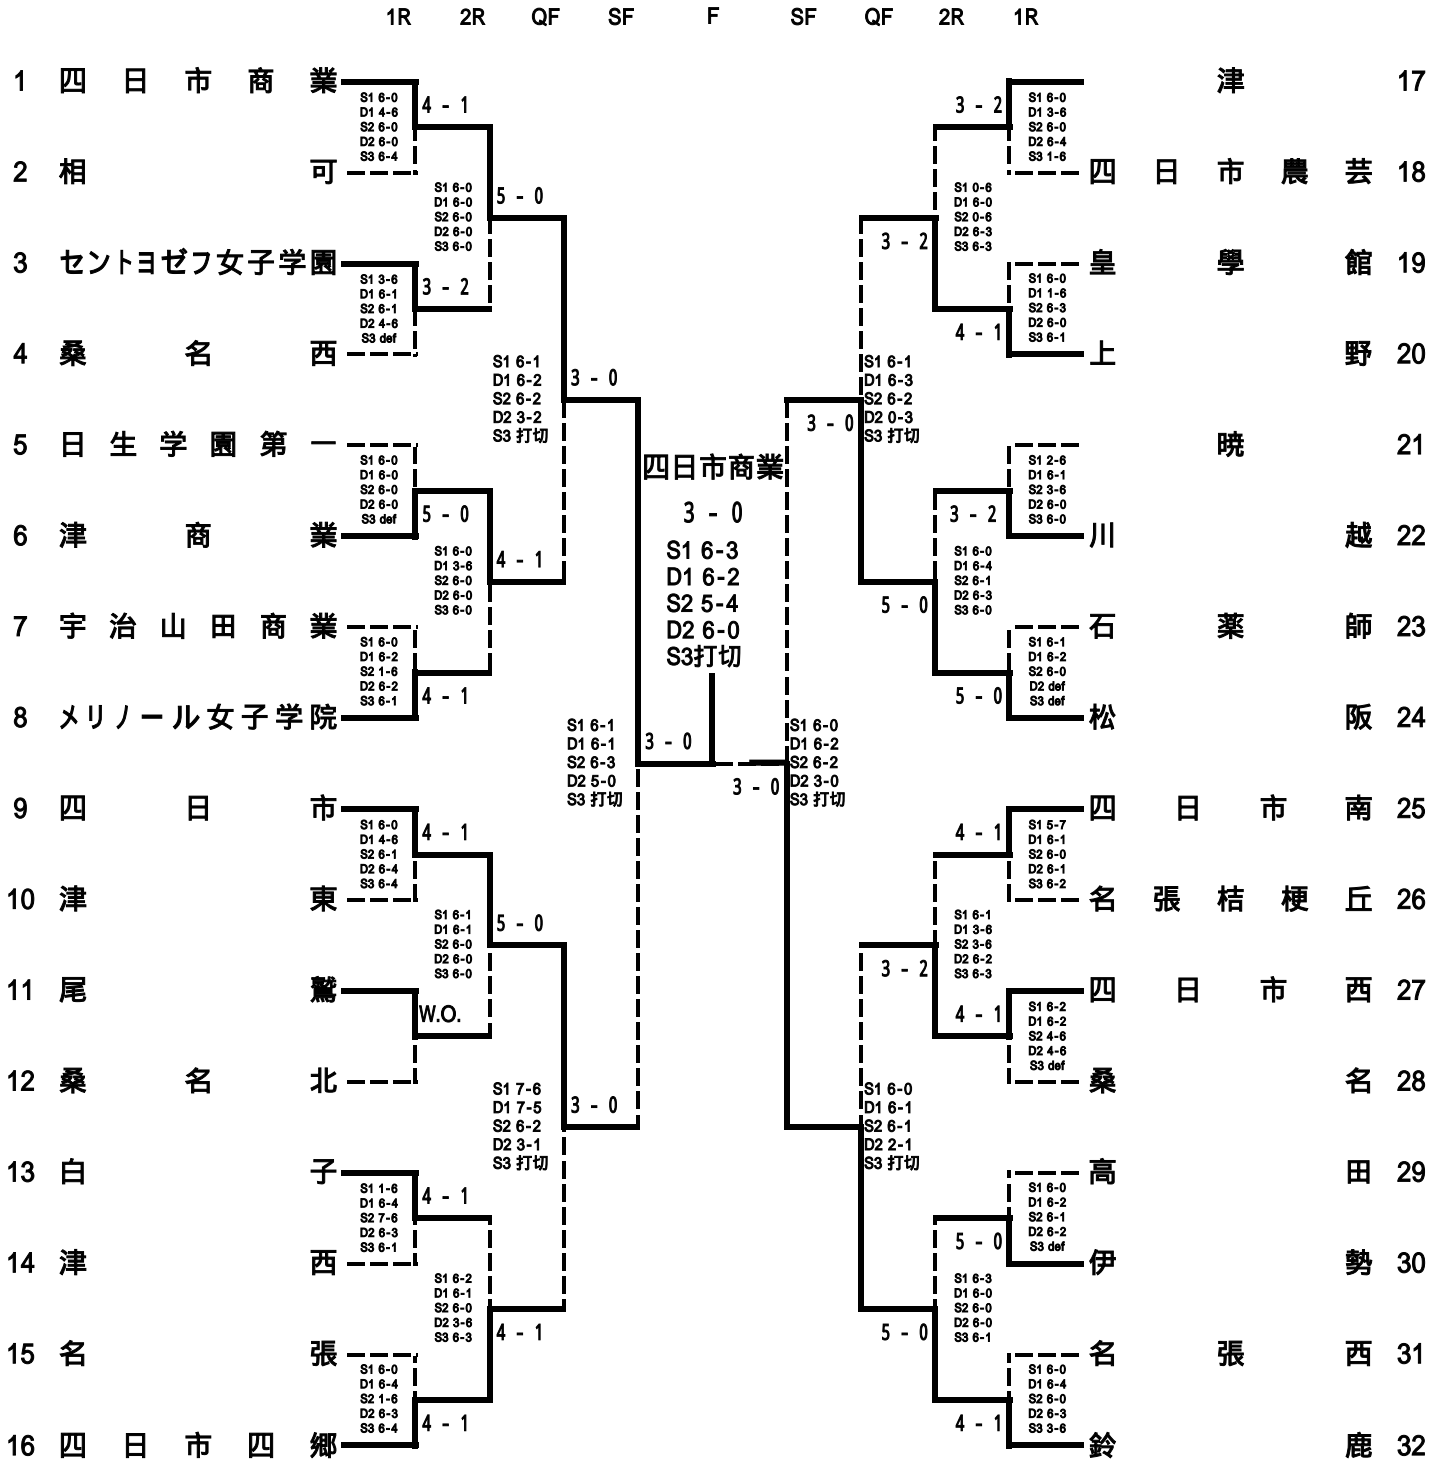 1R 2R QF SF F SF QF 2R 1R
1 四日市商業
S1 6-0
D1 4-6
S2 6-0
D2 6-0
S3 6-4
4 - 1
2 相可
S1 6-0
D1 6-0
S2 6-0
D2 6-0
S3 6-0
5 - 0
3 セントヨゼフ女子学園
S1 3-6
D1 6-1
S2 6-1
D2 4-6
S3 def
3 - 2
4 桑名西
S1 6-1
D1 6-2
S2 6-2
D2 3-2
S3 打切
3 - 0
5 日生学園第一
S1 6-0
D1 6-0
S2 6-0
D2 6-0
S3 def
5 - 0
6 津商業
S1 6-0
D1 3-6
S2 6-0
D2 6-0
S3 6-0
4 - 1
7 宇治山田商業
S1 6-0
D1 6-2
S2 1-6
D2 6-2
S3 6-1
4 - 1
8 メリノール女子学院
S1 6-1
D1 6-1
S2 6-3
D2 5-0
S3 打切
3 - 0
9 四日市
S1 6-0
D1 4-6
S2 6-1
D2 6-4
S3 6-4
4 - 1
10 津東
S1 6-1
D1 6-1
S2 6-0
D2 6-0
S3 6-0
5 - 0
11 尾鷲
W.O.
12 桑名北
S1 7-6
D1 7-5
S2 6-2
D2 3-1
S3 打切
3 - 0
13 白子
S1 1-6
D1 6-4
S2 7-6
D2 6-3
S3 6-1
4 - 1
14 津西
S1 6-2
D1 6-1
S2 6-0
D2 3-6
S3 6-3
4 - 1
15 名張
S1 6-0
D1 6-4
S2 1-6
D2 6-3
S3 6-4
4 - 1
16 四日市四郷
四日市商業
3 - 0
S1 6-3
D1 6-2
S2 5-4
D2 6-0
S3打切
津 17
3 - 2
S1 6-0
D1 3-6
S2 6-0
D2 6-4
S3 1-6
四日市農芸 18
S1 0-6
D1 6-0
S2 0-6
D2 6-3
S3 6-3
3 - 2
皇學館 19
S1 6-0
D1 1-6
S2 6-3
D2 6-0
S3 6-1
4 - 1
上野 20
S1 6-1
D1 6-3
S2 6-2
D2 0-3
S3 打切
3 - 0
暁 21
S1 2-6
D1 6-1
S2 3-6
D2 6-0
S3 6-0
3 - 2
川越 22
S1 6-0
D1 6-4
S2 6-1
D2 6-3
S3 6-0
5 - 0
石薬師 23
S1 6-1
D1 6-2
S2 6-0
D2 def
S3 def
5 - 0
松阪 24
S1 6-0
D1 6-2
S2 6-2
D2 3-0
S3 打切
3 - 0
四日市南 25
4 - 1
S1 5-7
D1 6-1
S2 6-0
D2 6-1
S3 6-2
名張桔梗丘 26
S1 6-1
D1 3-6
S2 3-6
D2 6-2
S3 6-3
3 - 2
四日市西 27
4 - 1
S1 6-2
D1 6-2
S2 4-6
D2 4-6
S3 def
桑名 28
S1 6-0
D1 6-1
S2 6-1
D2 2-1
S3 打切
高田 29
S1 6-0
D1 6-2
S2 6-1
D2 6-2
S3 def
5 - 0
伊勢 30
S1 6-3
D1 6-0
S2 6-0
D2 6-0
S3 6-1
5 - 0
名張西 31
S1 6-0
D1 6-4
S2 6-0
D2 6-3
S3 3-6
4 - 1
鈴鹿 32